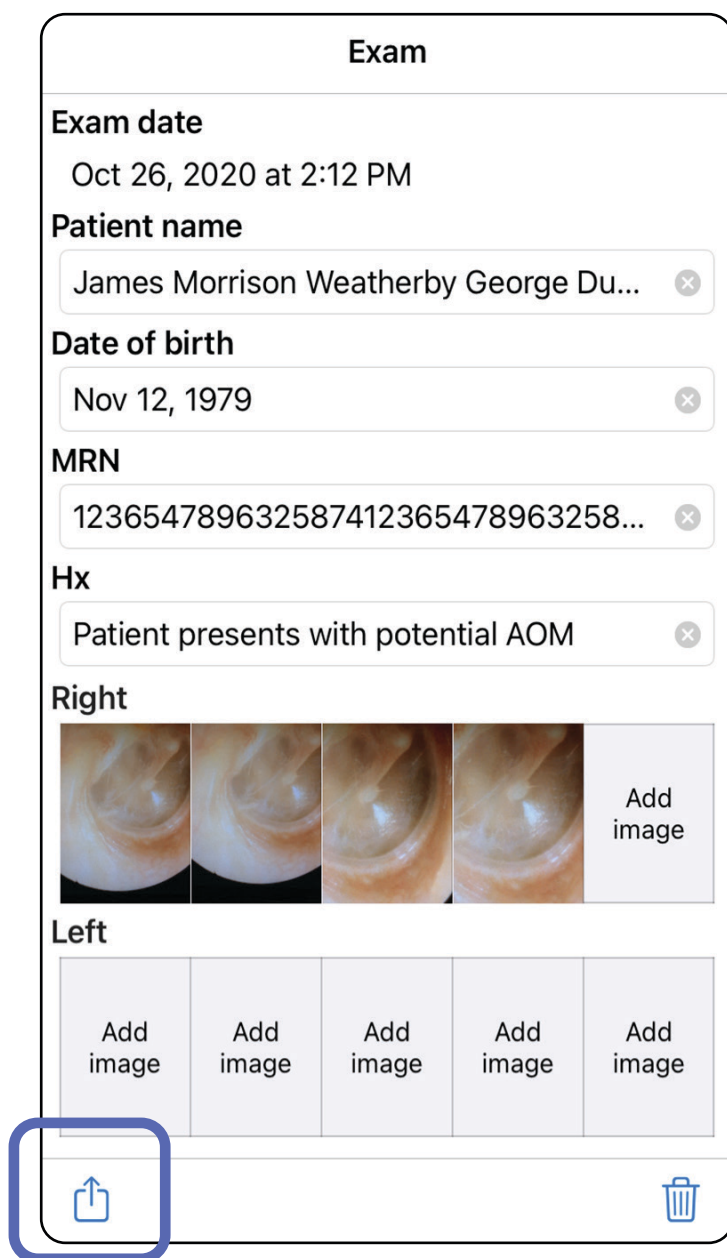 Exam
Exam date
Oct 26, 2020 at 2:12 PM
Patient name
James Morrison Weatherby George Du...
Date of birth
Nov 12, 1979
MRN
12365478963258741236547896３258...
Hx
Patient presents with potential AOM
Right
Add
image
Left
Add
image
Add
image
Add
image
Add
image
Add
image